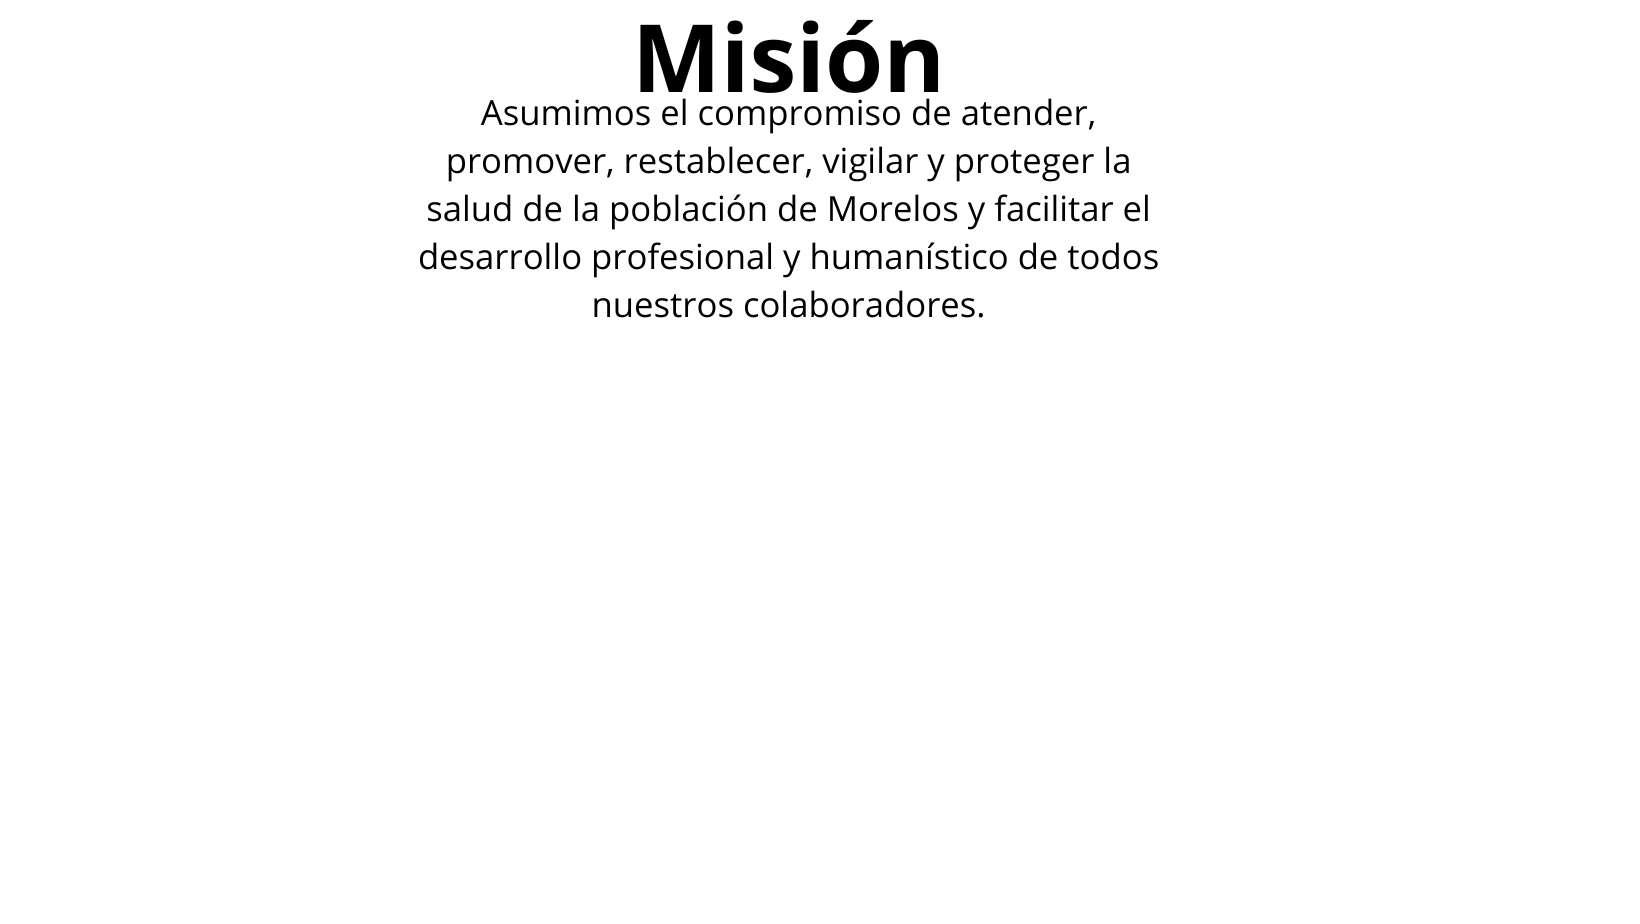 Misión
Asumimos el compromiso de atender,
promover, restablecer, vigilar y proteger la
salud de la población de Morelos y facilitar el
desarrollo profesional y humanístico de todos
nuestros colaboradores.